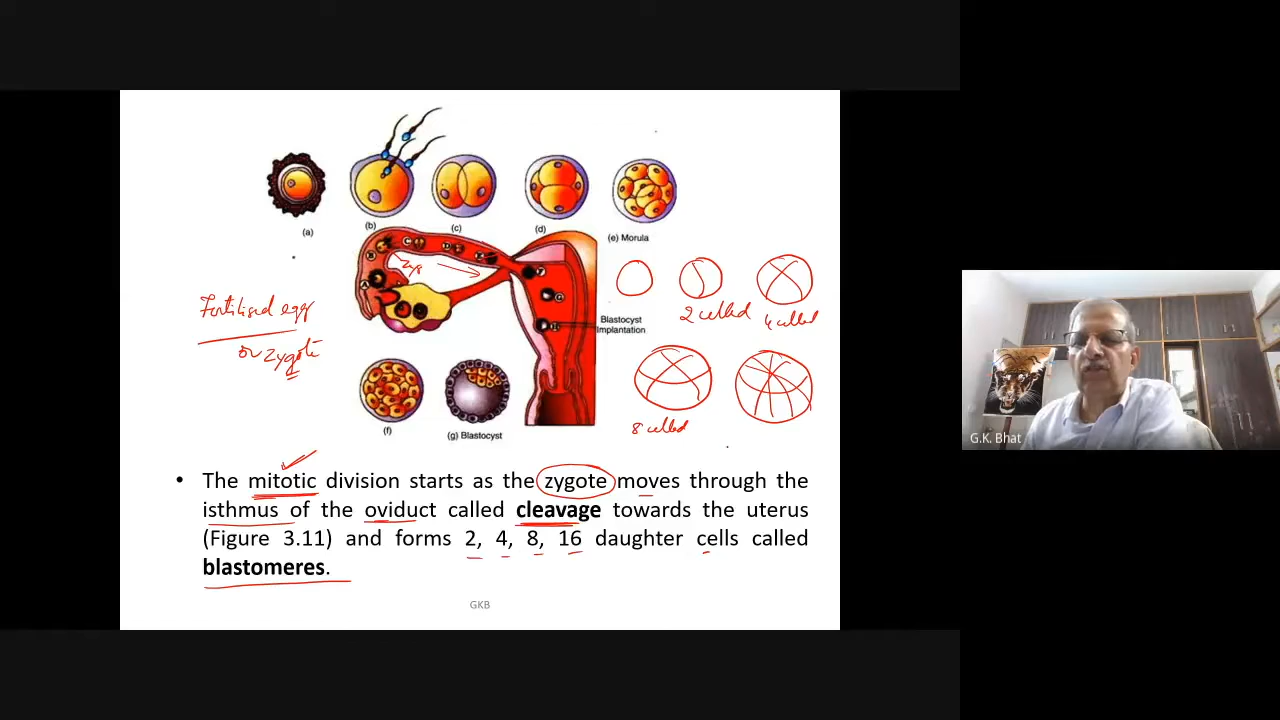 (a)
(b)
(c)
(d)
(e) Morula
Fertilised egg
or zygote
2 celled
4 celled
Blastocyst
implantation
8 celled
(f)
(g) Blastocyst
• The mitotic division starts as the zygote moves through the
isthmus of the oviduct called cleavage towards the uterus
(Figure 3.11) and forms 2, 4, 8, 16 daughter cells called
blastomeres.
GKB
G.K. Bhat